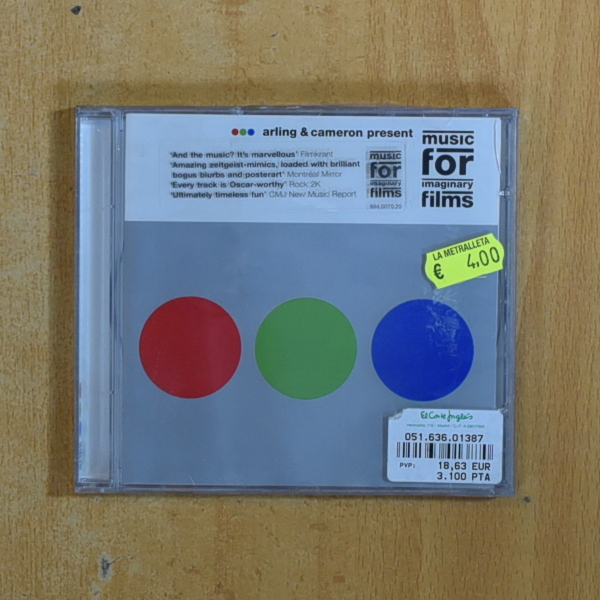 arling & cameron present
music
for
imaginary
films
'And the music? It's marvellous' Filmkrant
'Amazing zeitgeist-mimics, loaded with brilliant
bogus blurbs and posterart' Montréal Mirror
'Every track is Oscar-worthy' Rock 2K
'Ultimately timeless fun' CMJ New Music Report
music
for
imaginary
films
LA METRALLETA
€ 4,00
El Corte Inglés
051.636.01387
PVP: 18,63 EUR
3.100 PTA